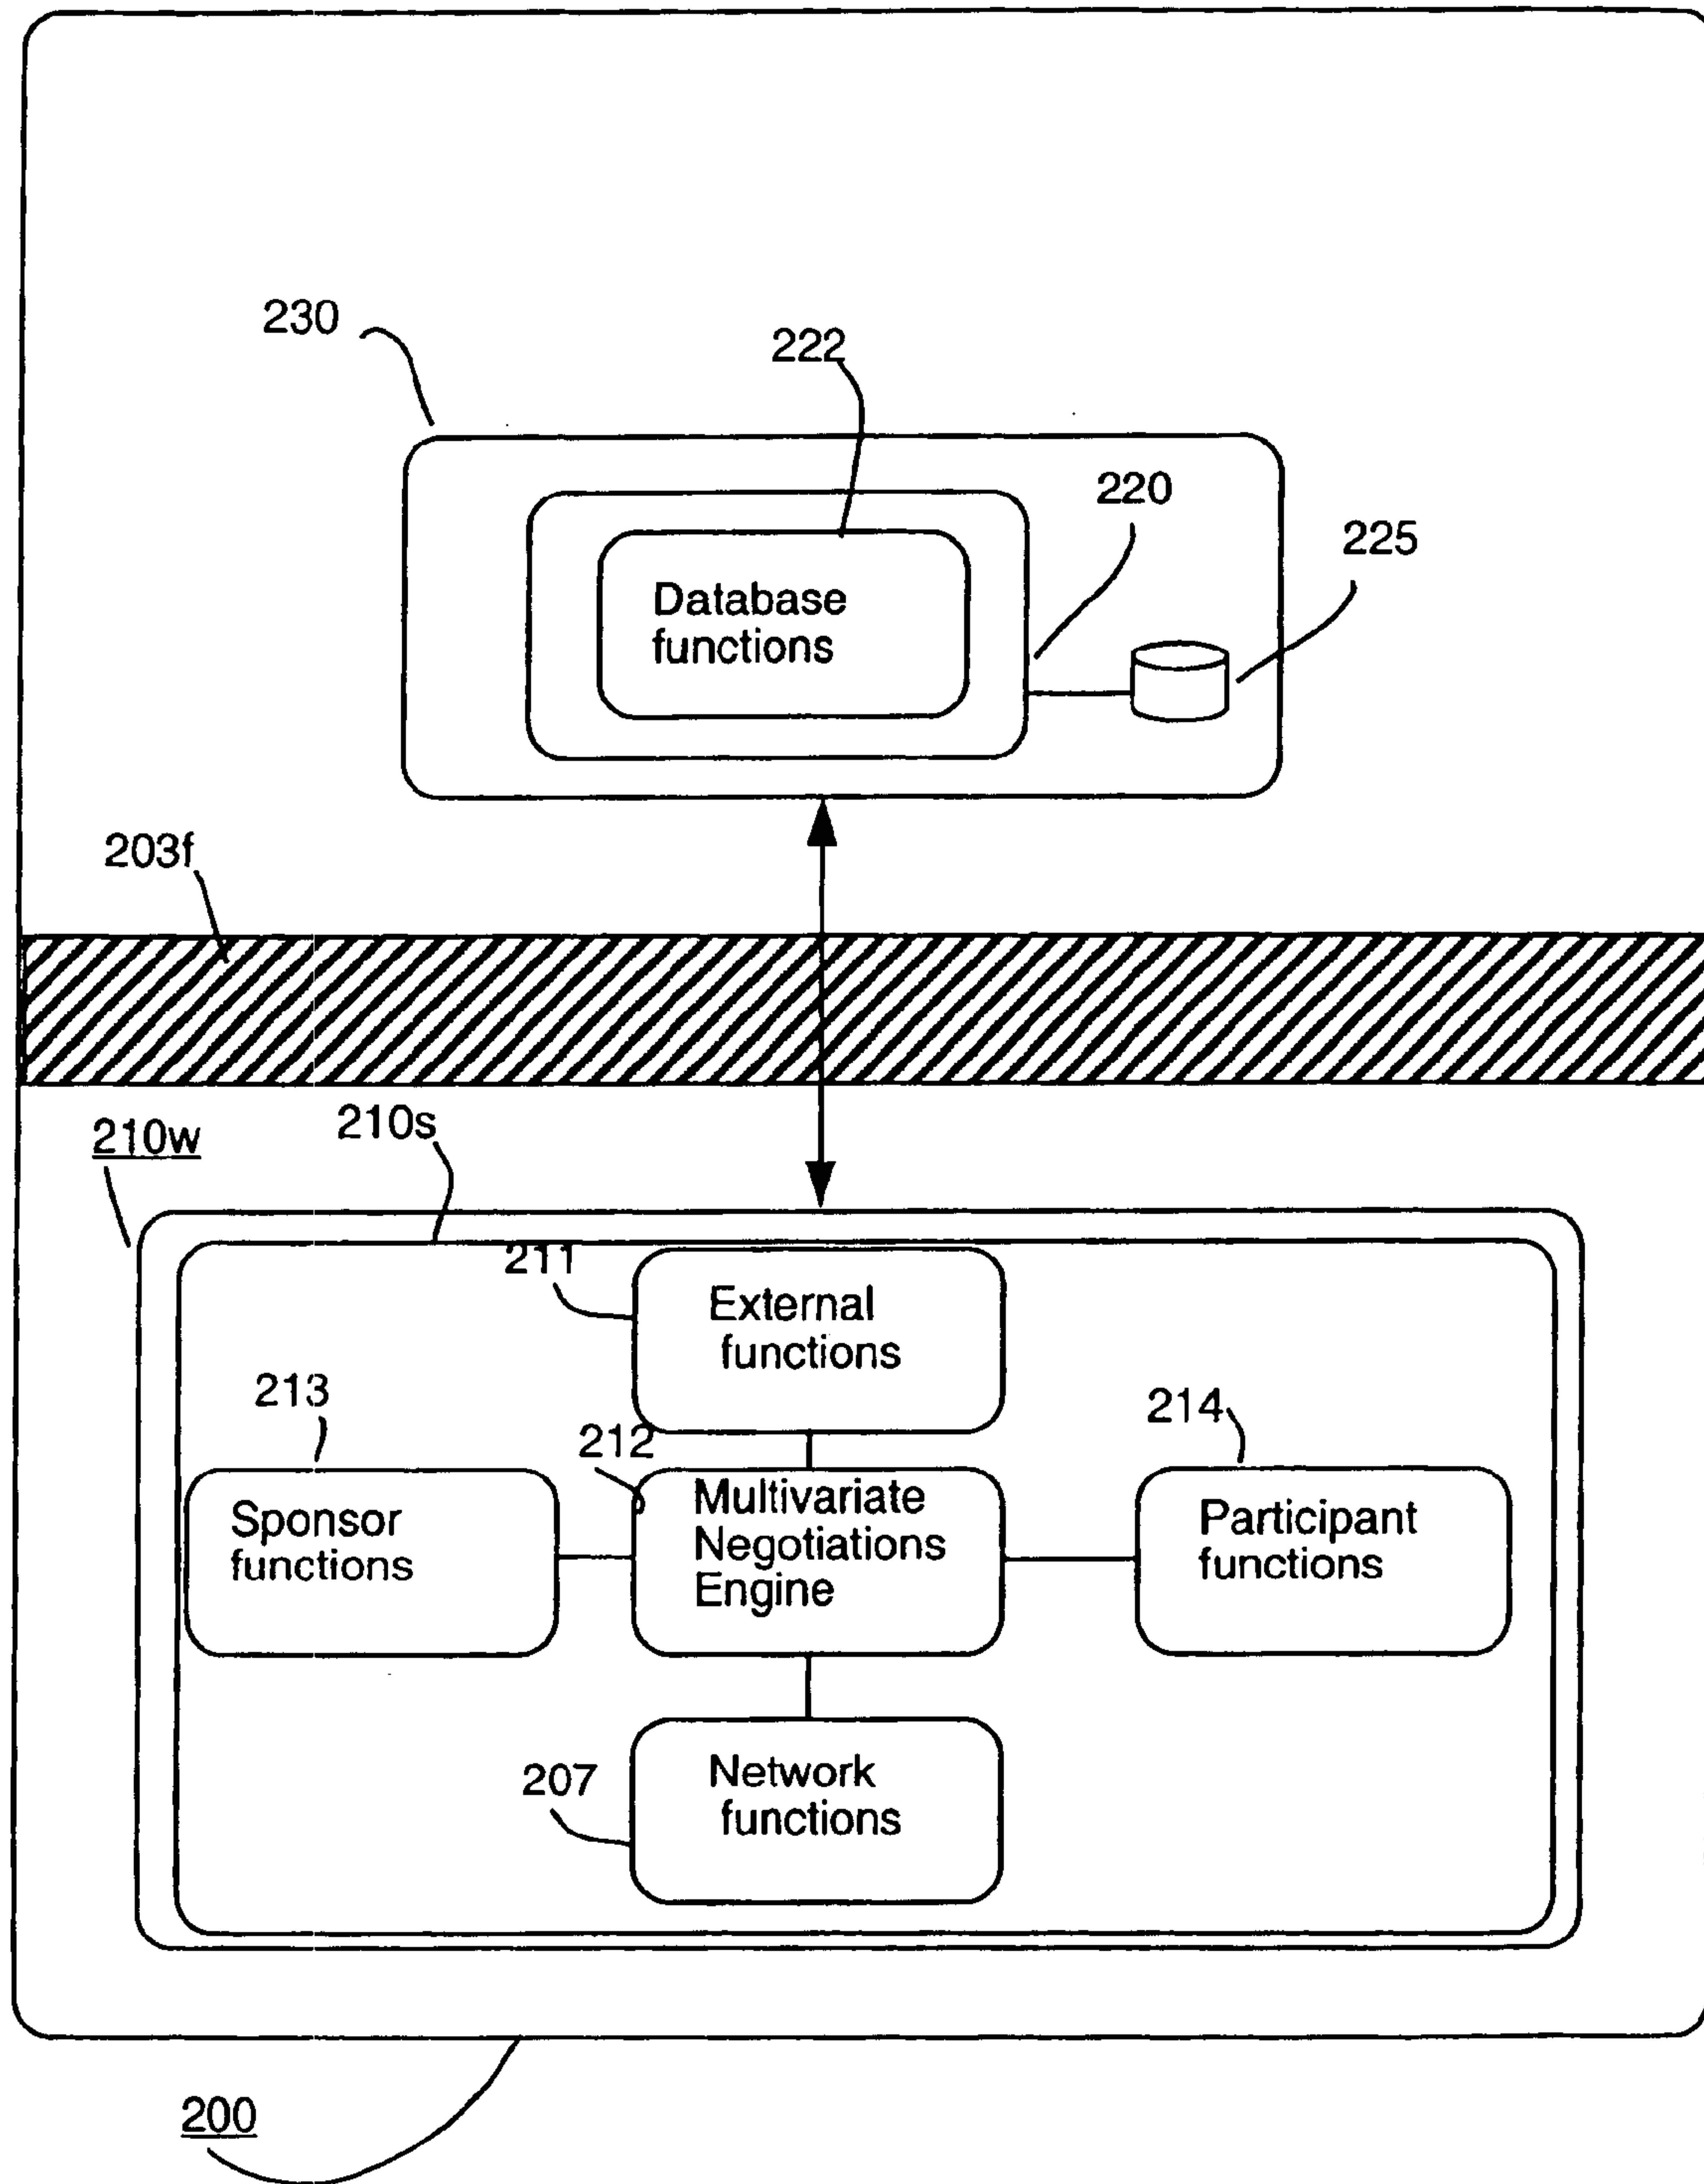 230
222
220
225
Database
functions
203f
210w
210s
211
External
functions
213
212
214
Sponsor
functions
Multivariate
Negotiations
Engine
Participant
functions
207
Network
functions
200